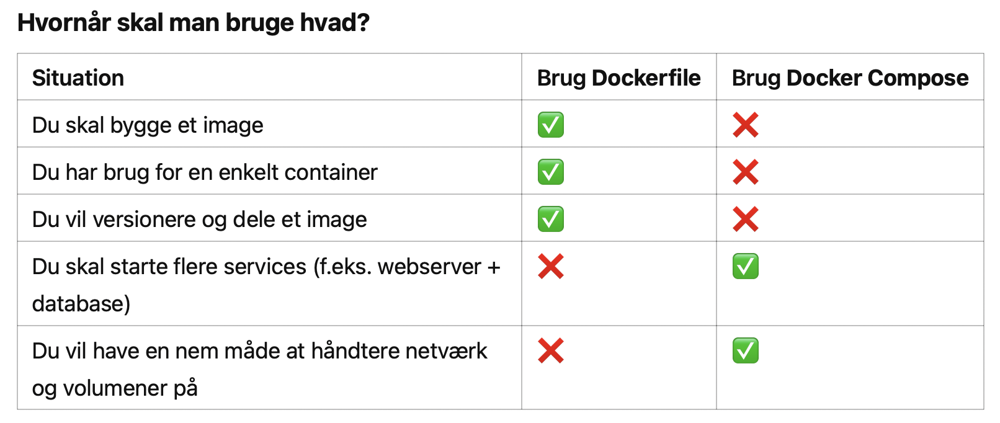 Hvornår skal man bruge hvad?
Situation
Brug Dockerfile
Brug Docker Compose
Du skal bygge et image
✅
❌
Du har brug for en enkelt container
✅
❌
Du vil versionere og dele et image
✅
❌
Du skal starte flere services (f.eks. webserver +
database)
❌
✅
Du vil have en nem måde at håndtere netværk
og volumener på
❌
✅